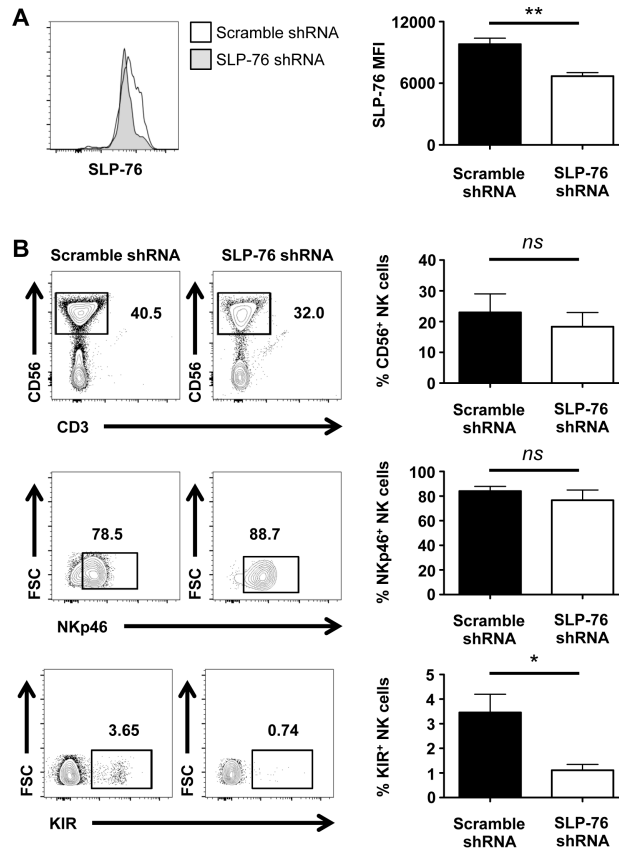 A
Scramble shRNA
SLP-76 shRNA
SLP-76
**
12000
6000
0
SLP-76 MFI
Scramble shRNA
SLP-76 shRNA
B
Scramble shRNA
SLP-76 shRNA
40.5
32.0
CD56
CD56
CD3
ns
40
30
20
10
0
% CD56+ NK cells
Scramble shRNA
SLP-76 shRNA
78.5
88.7
FSC
FSC
NKp46
ns
100
80
60
40
20
0
% NKp46+ NK cells
Scramble shRNA
SLP-76 shRNA
3.65
0.74
FSC
FSC
KIR
*
5
4
3
2
1
0
% KIR+ NK cells
Scramble shRNA
SLP-76 shRNA